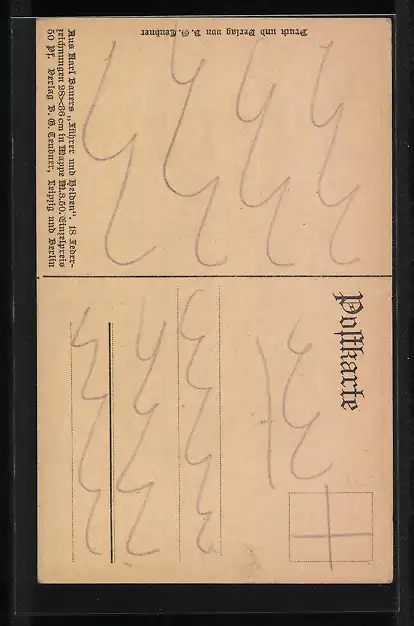 Aus Karl Bauers „Führer und Helden“. 18 Feder-
zeichnungen 28×36 cm in Mappe M.3.50. Einzelpreis
50 Pf. Verlag B. G. Teubner, Leipzig und Berlin
Druck und Verlag von B. G. Teubner
Postkarte